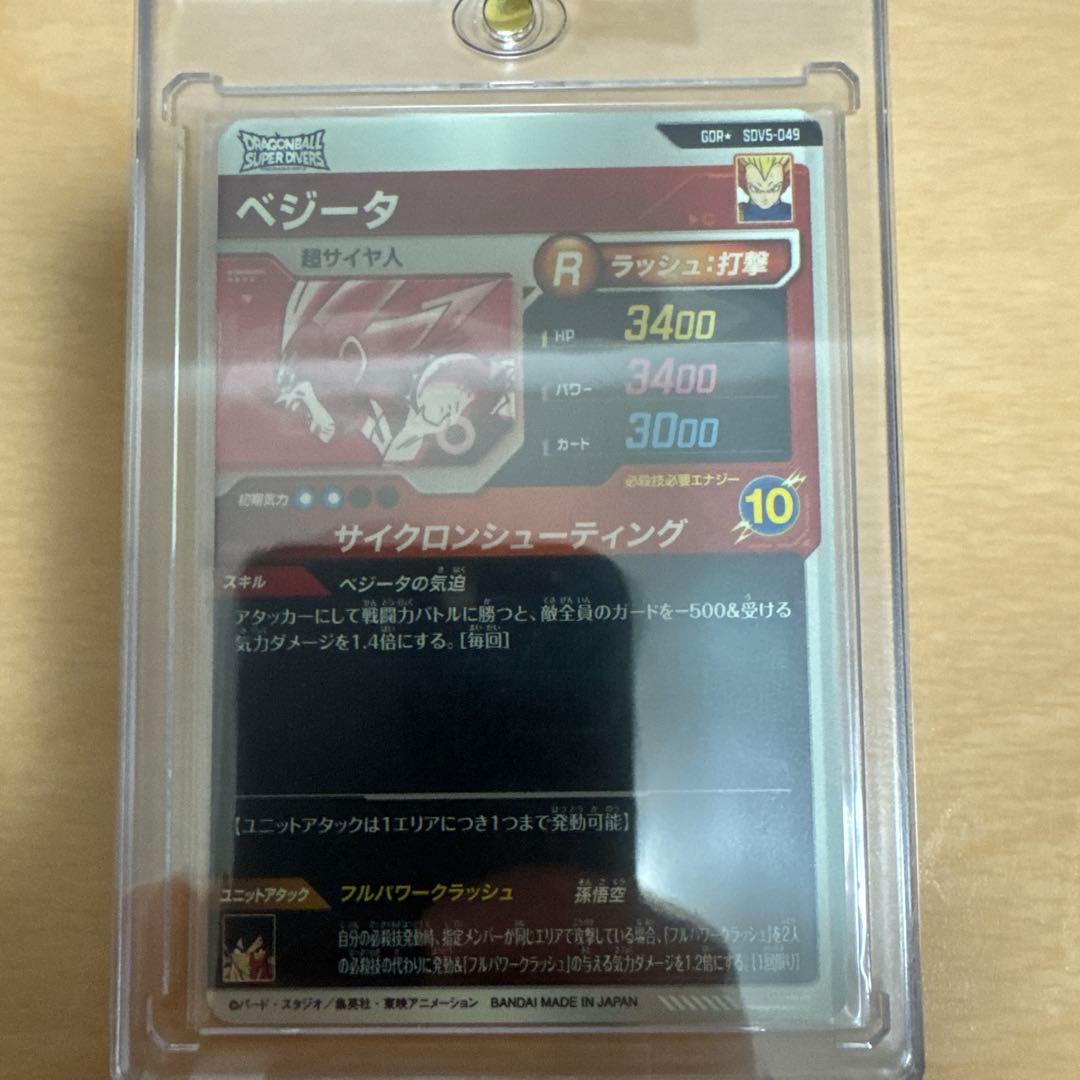 DRAGONBALL
SUPER DIVERS
GDR★ SDV5-049
ベジータ
超サイヤ人
R ラッシュ:打撃
HP 3400
パワー 3400
ガード 3000
初期気力
必殺技必要エナジー
10
サイクロンシューティング
スキル ベジータの気迫
アタッカーにして戦闘力バトルに勝つと、敵全員のガードを-500&受ける
気力ダメージを1.4倍にする。[毎回]
【ユニットアタックは1エリアにつき1つまで発動可能】
ユニットアタック フルパワークラッシュ 孫悟空
自分の必殺技発動時、指定メンバーが同じエリアで攻撃している場合、「フルパワークラッシュ」を2人
の必殺技の代わりに発動&「フルパワークラッシュ」の与える気力ダメージを1.2倍にする。[1回限り]
©バード・スタジオ/集英社・東映アニメーション BANDAI MADE IN JAPAN